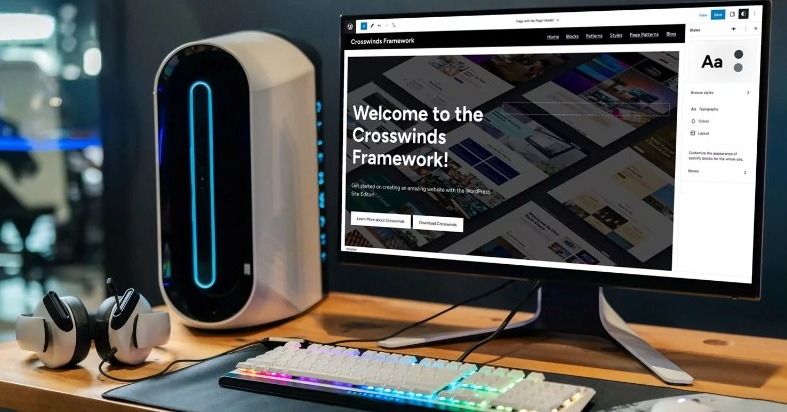 Page with No Page Header
View
Save
Crosswinds Framework
Home Blocks Patterns Styles Page Patterns Blog
Welcome to the
Crosswinds
Framework!
Get started on creating an amazing website with the WordPress
Site Editor!
Learn More about Crosswinds
Download Crosswinds
Styles
Aa
Browse styles
Aa Typography
Colors
Layout
Customize the appearance of
specific blocks for the whole site.
Blocks